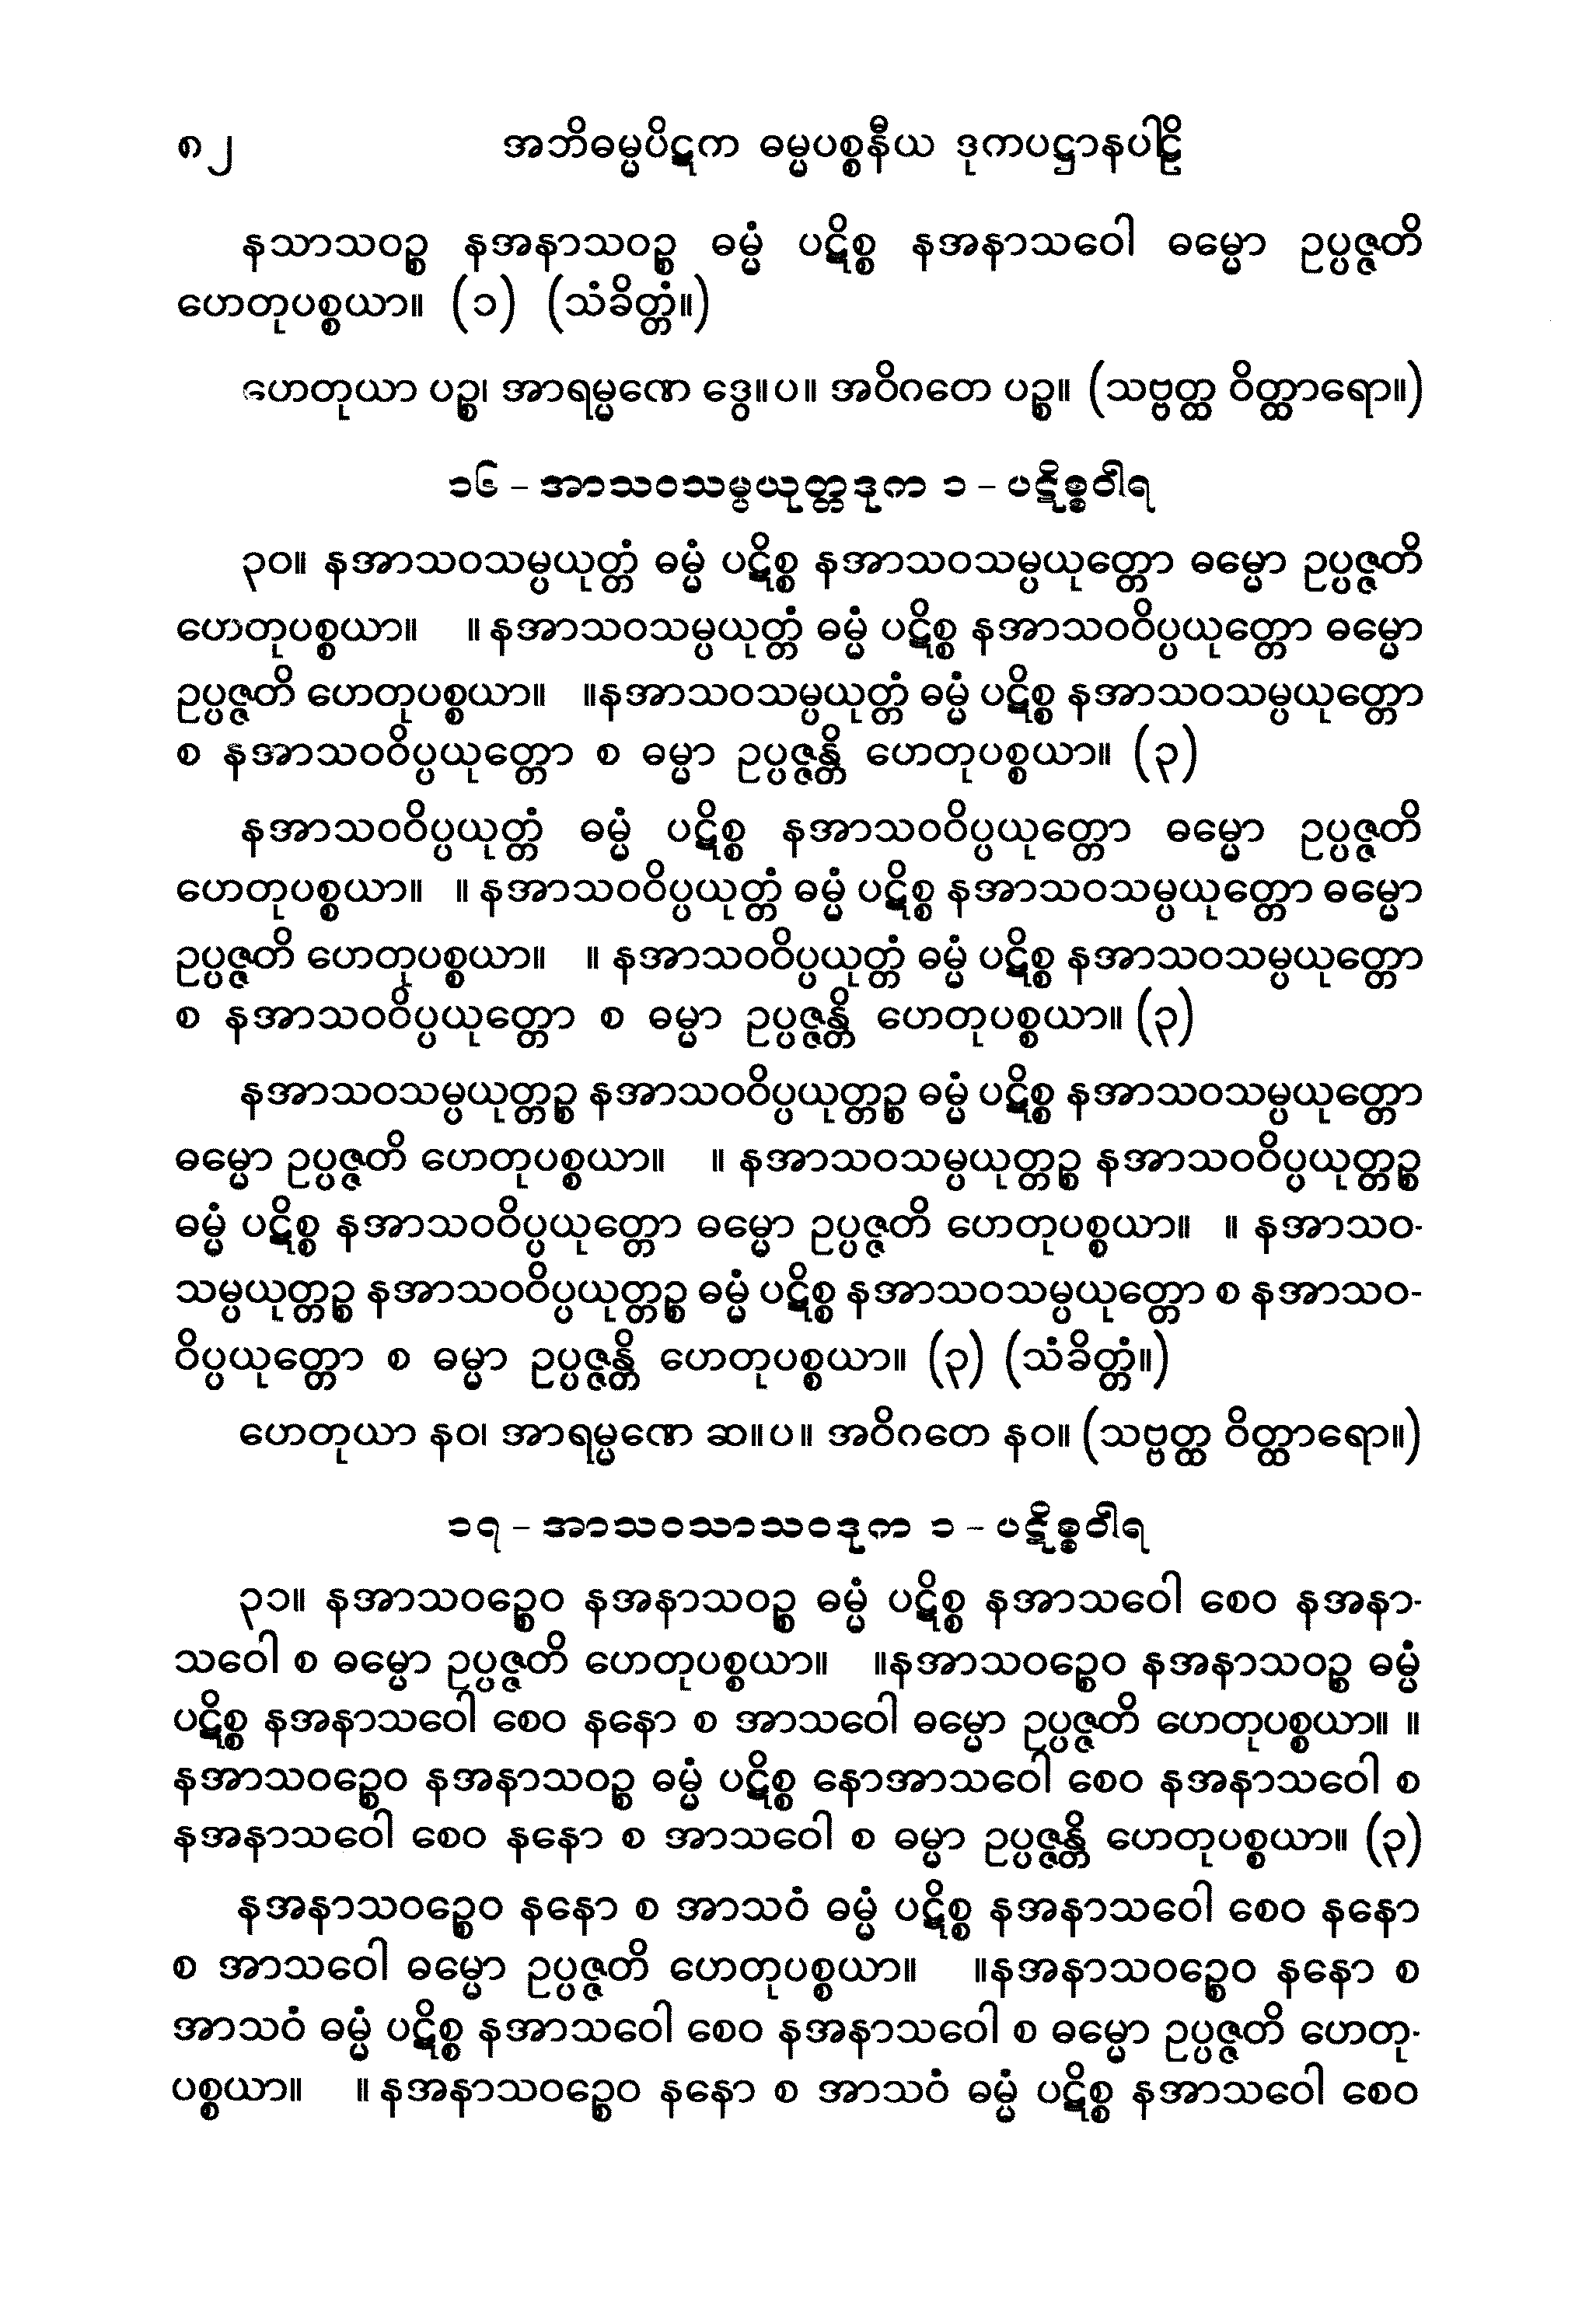 ၈၂ အဘိဓမ္မပိဋက ဓမ္မပစ္စနီယ ဒုကပဋ္ဌာနပါဠိ
နသာသဝဉ္စ နအနာသဝဉ္စ ဓမ္မံ ပဋိစ္စ နအနာသဝေါ ဓမ္မော ဥပ္ပဇ္ဇတိ
ဟေတုပစ္စယာ။ (၁) (သံခိတ္တံ။)
ဟေတုယာ ပဉ္စ၊ အာရမ္မဏေ ဒွေ။ပ။ အဝိဂတေ ပဉ္စ။ (သဗ္ဗတ္ထ ဝိတ္ထာရော။)
၁၆ – အာသဝသမ္ပယုတ္တဒုက ၁ – ပဋိစ္စဝါရ
၃၀။ နအာသဝသမ္ပယုတ္တံ ဓမ္မံ ပဋိစ္စ နအာသဝသမ္ပယုတ္တော ဓမ္မော ဥပ္ပဇ္ဇတိ
ဟေတုပစ္စယာ။ ။ နအာသဝသမ္ပယုတ္တံ ဓမ္မံ ပဋိစ္စ နအာသဝဝိပ္ပယုတ္တော ဓမ္မော
ဥပ္ပဇ္ဇတိ ဟေတုပစ္စယာ။ ။နအာသဝသမ္ပယုတ္တံ ဓမ္မံ ပဋိစ္စ နအာသဝသမ္ပယုတ္တော
စ နအာသဝဝိပ္ပယုတ္တော စ ဓမ္မာ ဥပ္ပဇ္ဇန္တိ ဟေတုပစ္စယာ။ (၃)
နအာသဝဝိပ္ပယုတ္တံ ဓမ္မံ ပဋိစ္စ နအာသဝဝိပ္ပယုတ္တော ဓမ္မော ဥပ္ပဇ္ဇတိ
ဟေတုပစ္စယာ။ ။ နအာသဝဝိပ္ပယုတ္တံ ဓမ္မံ ပဋိစ္စ နအာသဝသမ္ပယုတ္တော ဓမ္မော
ဥပ္ပဇ္ဇတိ ဟေတုပစ္စယာ။ ။ နအာသဝဝိပ္ပယုတ္တံ ဓမ္မံ ပဋိစ္စ နအာသဝသမ္ပယုတ္တော
စ နအာသဝဝိပ္ပယုတ္တော စ ဓမ္မာ ဥပ္ပဇ္ဇန္တိ ဟေတုပစ္စယာ။ (၃)
နအာသဝသမ္ပယုတ္တဉ္စ နအာသဝဝိပ္ပယုတ္တဉ္စ ဓမ္မံ ပဋိစ္စ နအာသဝသမ္ပယုတ္တော
ဓမ္မော ဥပ္ပဇ္ဇတိ ဟေတုပစ္စယာ။ ။ နအာသဝသမ္ပယုတ္တဉ္စ နအာသဝဝိပ္ပယုတ္တဉ္စ
ဓမ္မံ ပဋိစ္စ နအာသဝဝိပ္ပယုတ္တော ဓမ္မော ဥပ္ပဇ္ဇတိ ဟေတုပစ္စယာ။ ။ နအာသဝ-
သမ္ပယုတ္တဉ္စ နအာသဝဝိပ္ပယုတ္တဉ္စ ဓမ္မံ ပဋိစ္စ နအာသဝသမ္ပယုတ္တော စ နအာသဝ-
ဝိပ္ပယုတ္တော စ ဓမ္မာ ဥပ္ပဇ္ဇန္တိ ဟေတုပစ္စယာ။ (၃) (သံခိတ္တံ။)
ဟေတုယာ နဝ၊ အာရမ္မဏေ ဆ။ပ။ အဝိဂတေ နဝ။ (သဗ္ဗတ္ထ ဝိတ္ထာရော။)
၁၇ – အာသဝသာသဝဒုက ၁ – ပဋိစ္စဝါရ
၃၁။ နအာသဝဉ္စေဝ နအနာသဝဉ္စ ဓမ္မံ ပဋိစ္စ နအာသဝေါ စေဝ နအနာ-
သဝေါ စ ဓမ္မော ဥပ္ပဇ္ဇတိ ဟေတုပစ္စယာ။ ။နအာသဝဉ္စေဝ နအနာသဝဉ္စ ဓမ္မံ
ပဋိစ္စ နအနာသဝေါ စေဝ နနော စ အာသဝေါ ဓမ္မော ဥပ္ပဇ္ဇတိ ဟေတုပစ္စယာ။ ။
နအာသဝဉ္စေဝ နအနာသဝဉ္စ ဓမ္မံ ပဋိစ္စ နောအာသဝေါ စေဝ နအနာသဝေါ စ
နအနာသဝေါ စေဝ နနော စ အာသဝေါ စ ဓမ္မာ ဥပ္ပဇ္ဇန္တိ ဟေတုပစ္စယာ။ (၃)
နအနာသဝဉ္စေဝ နနော စ အာသဝံ ဓမ္မံ ပဋိစ္စ နအနာသဝေါ စေဝ နနော
စ အာသဝေါ ဓမ္မော ဥပ္ပဇ္ဇတိ ဟေတုပစ္စယာ။ ။နအနာသဝဉ္စေဝ နနော စ
အာသဝံ ဓမ္မံ ပဋိစ္စ နအာသဝေါ စေဝ နအနာသဝေါ စ ဓမ္မော ဥပ္ပဇ္ဇတိ ဟေတု-
ပစ္စယာ။ ။ နအနာသဝဉ္စေဝ နနော စ အာသဝံ ဓမ္မံ ပဋိစ္စ နအာသဝေါ စေဝ